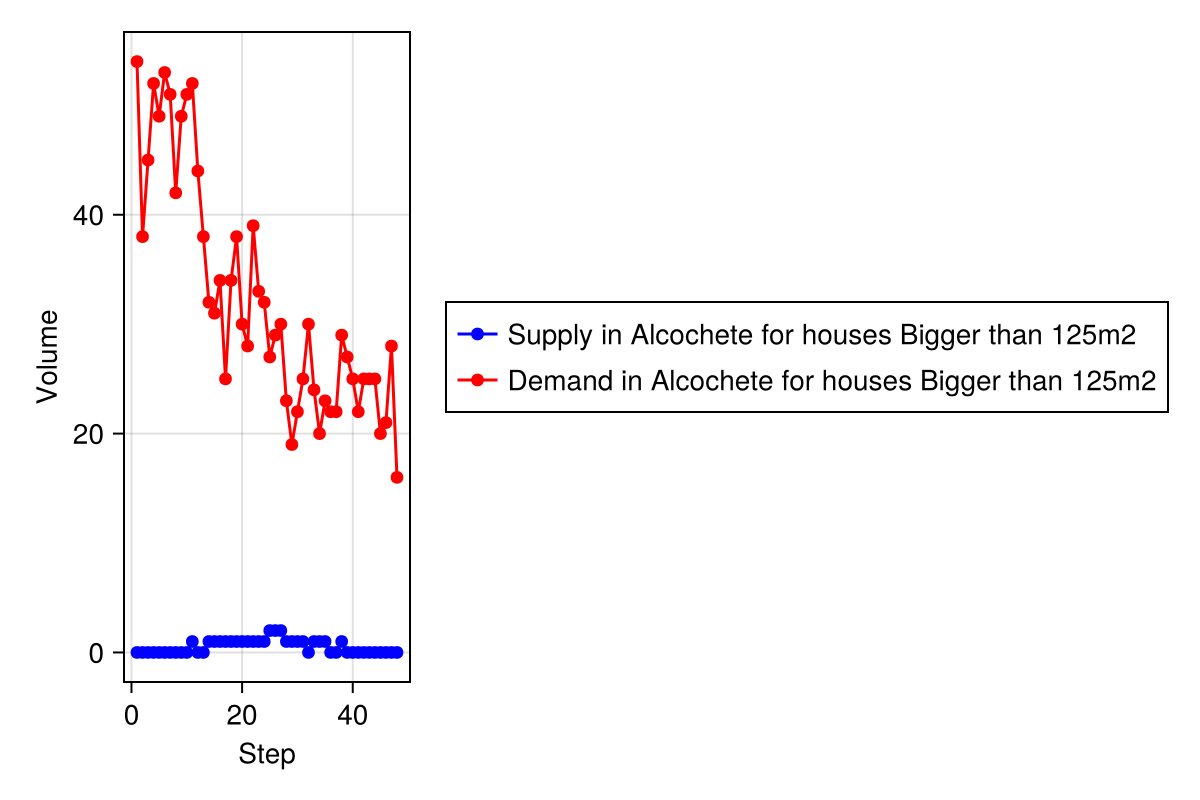 Volume
40
20
0
0 20 40
Step
Supply in Alcochete for houses Bigger than 125m2
Demand in Alcochete for houses Bigger than 125m2